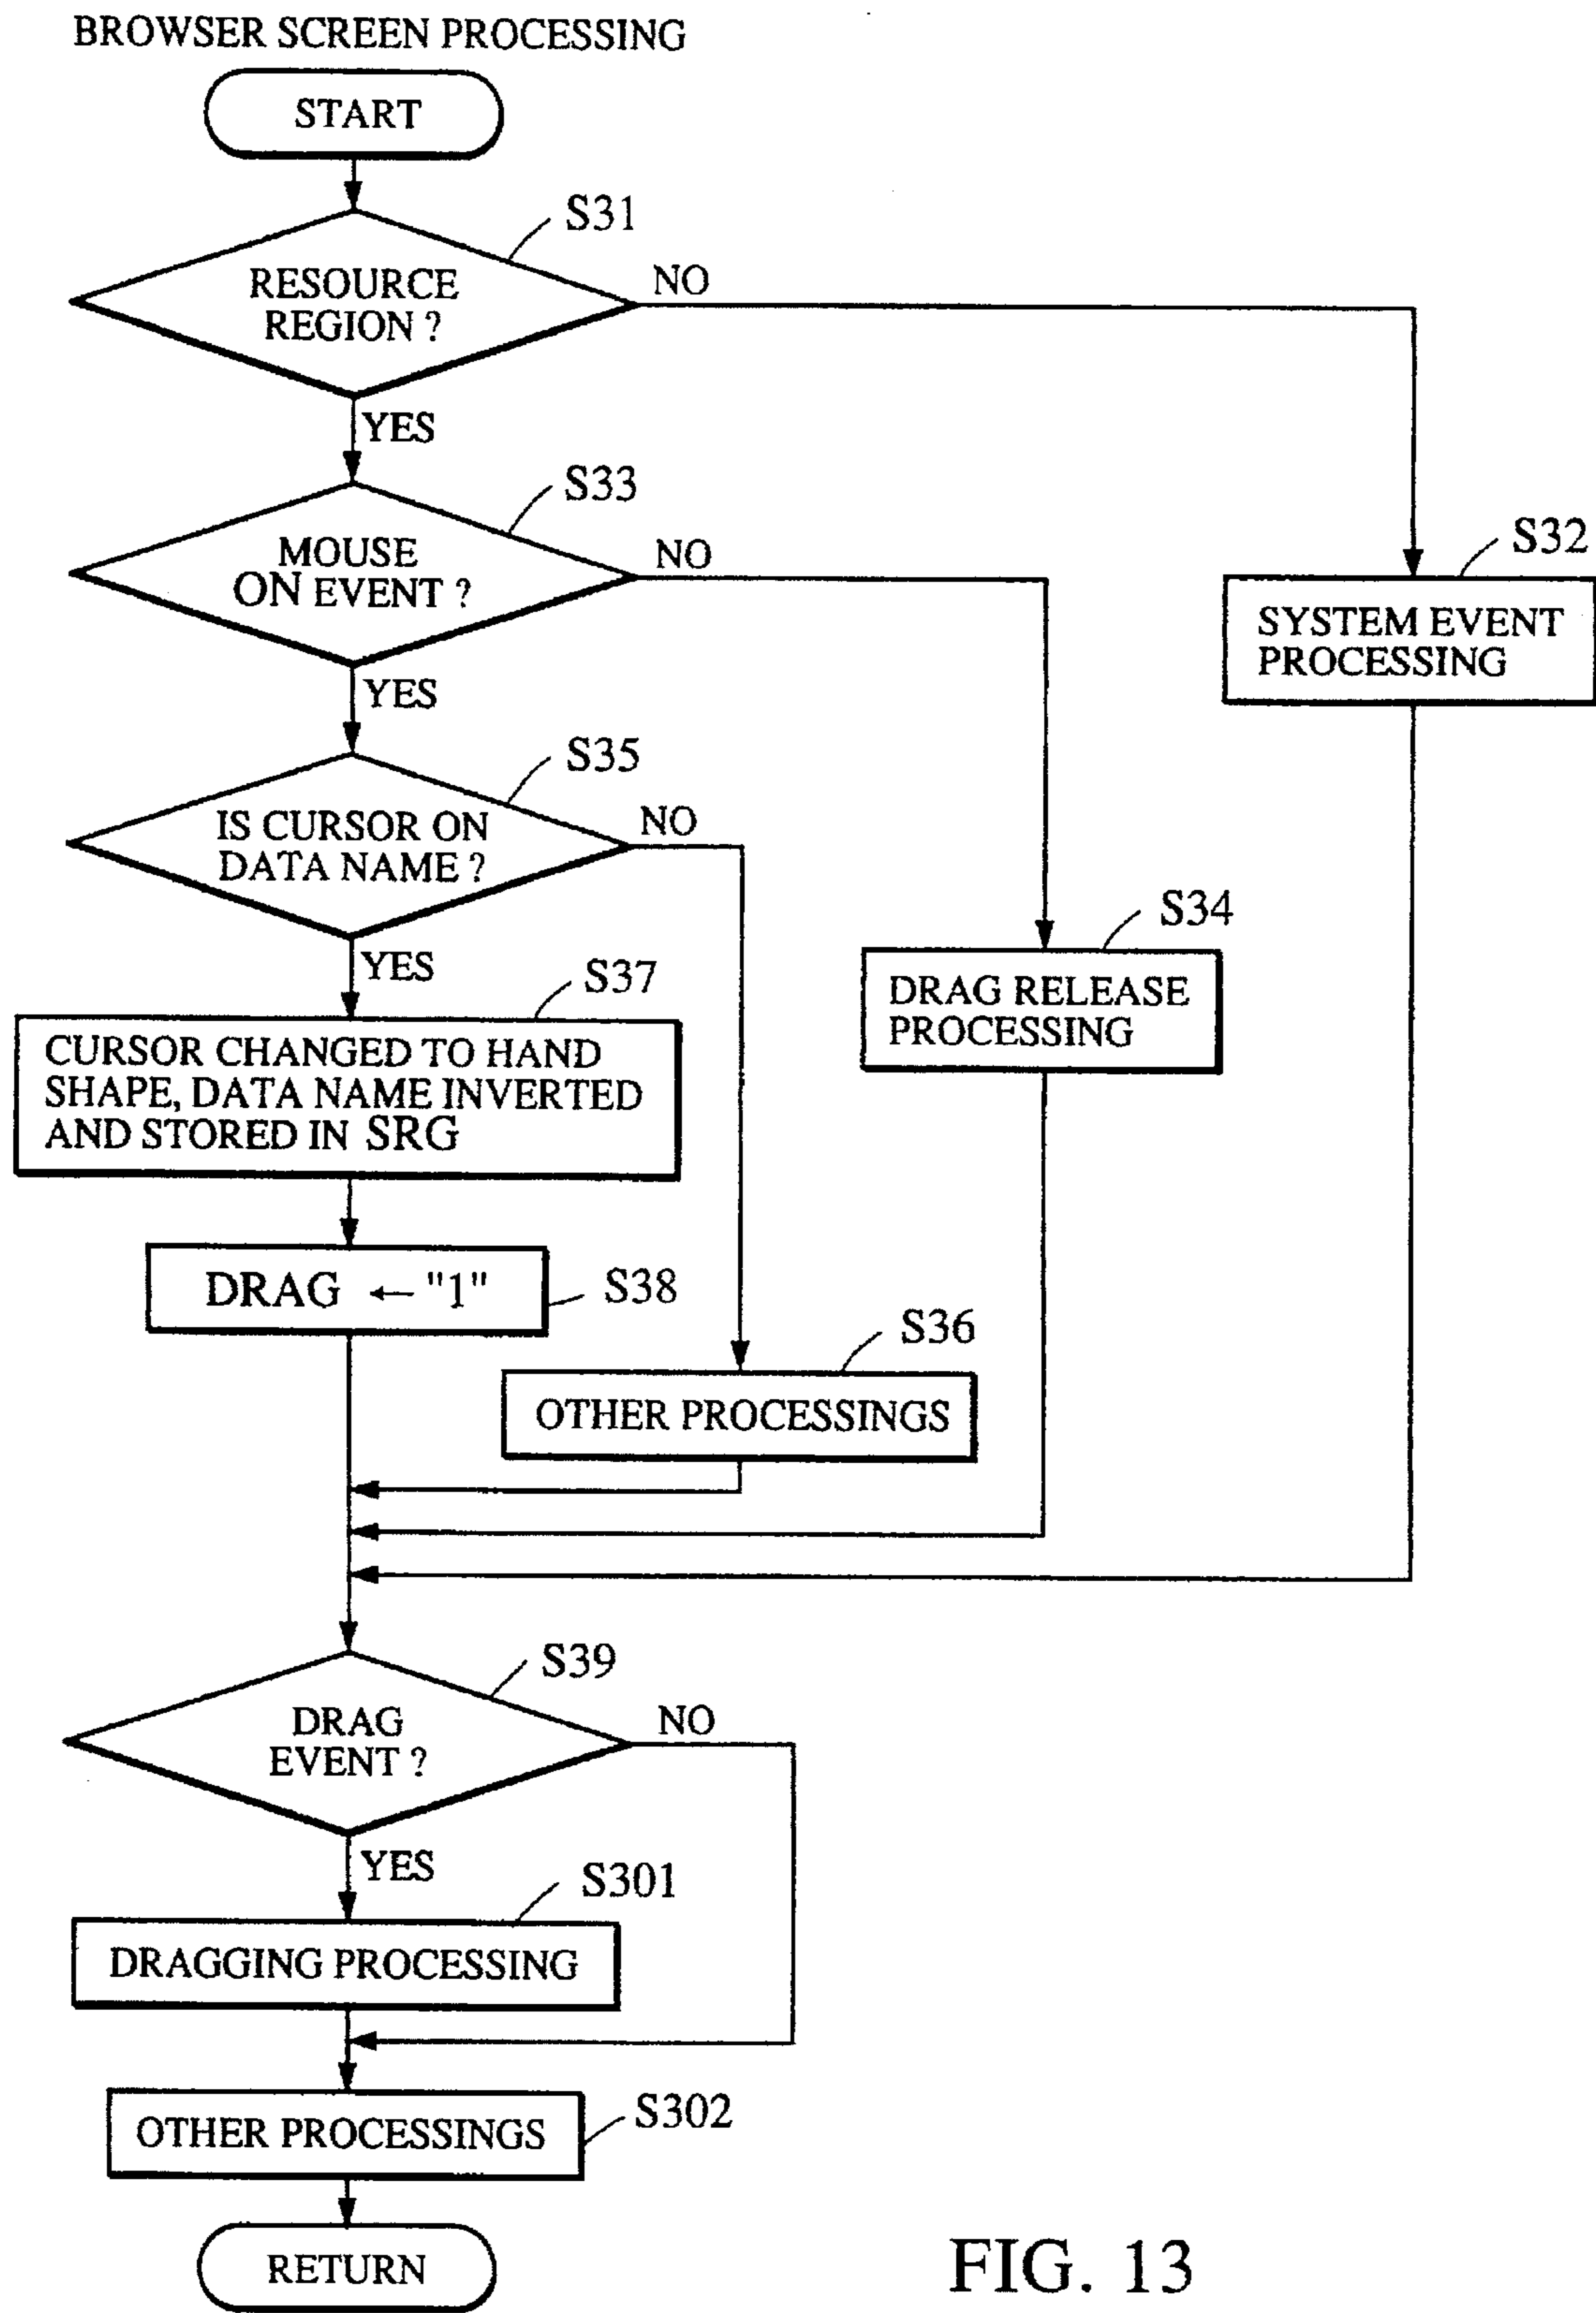 BROWSER SCREEN PROCESSING
START
S31
RESOURCE
REGION ?
NO
YES
S33
MOUSE
ON EVENT ?
NO
S32
SYSTEM EVENT
PROCESSING
YES
S35
IS CURSOR ON
DATA NAME ?
NO
S34
DRAG RELEASE
PROCESSING
YES
S37
CURSOR CHANGED TO HAND
SHAPE, DATA NAME INVERTED
AND STORED IN SRG
DRAG ← "1"
S38
S36
OTHER PROCESSINGS
S39
DRAG
EVENT ?
NO
YES
S301
DRAGGING PROCESSING
OTHER PROCESSINGS
S302
RETURN
FIG. 13